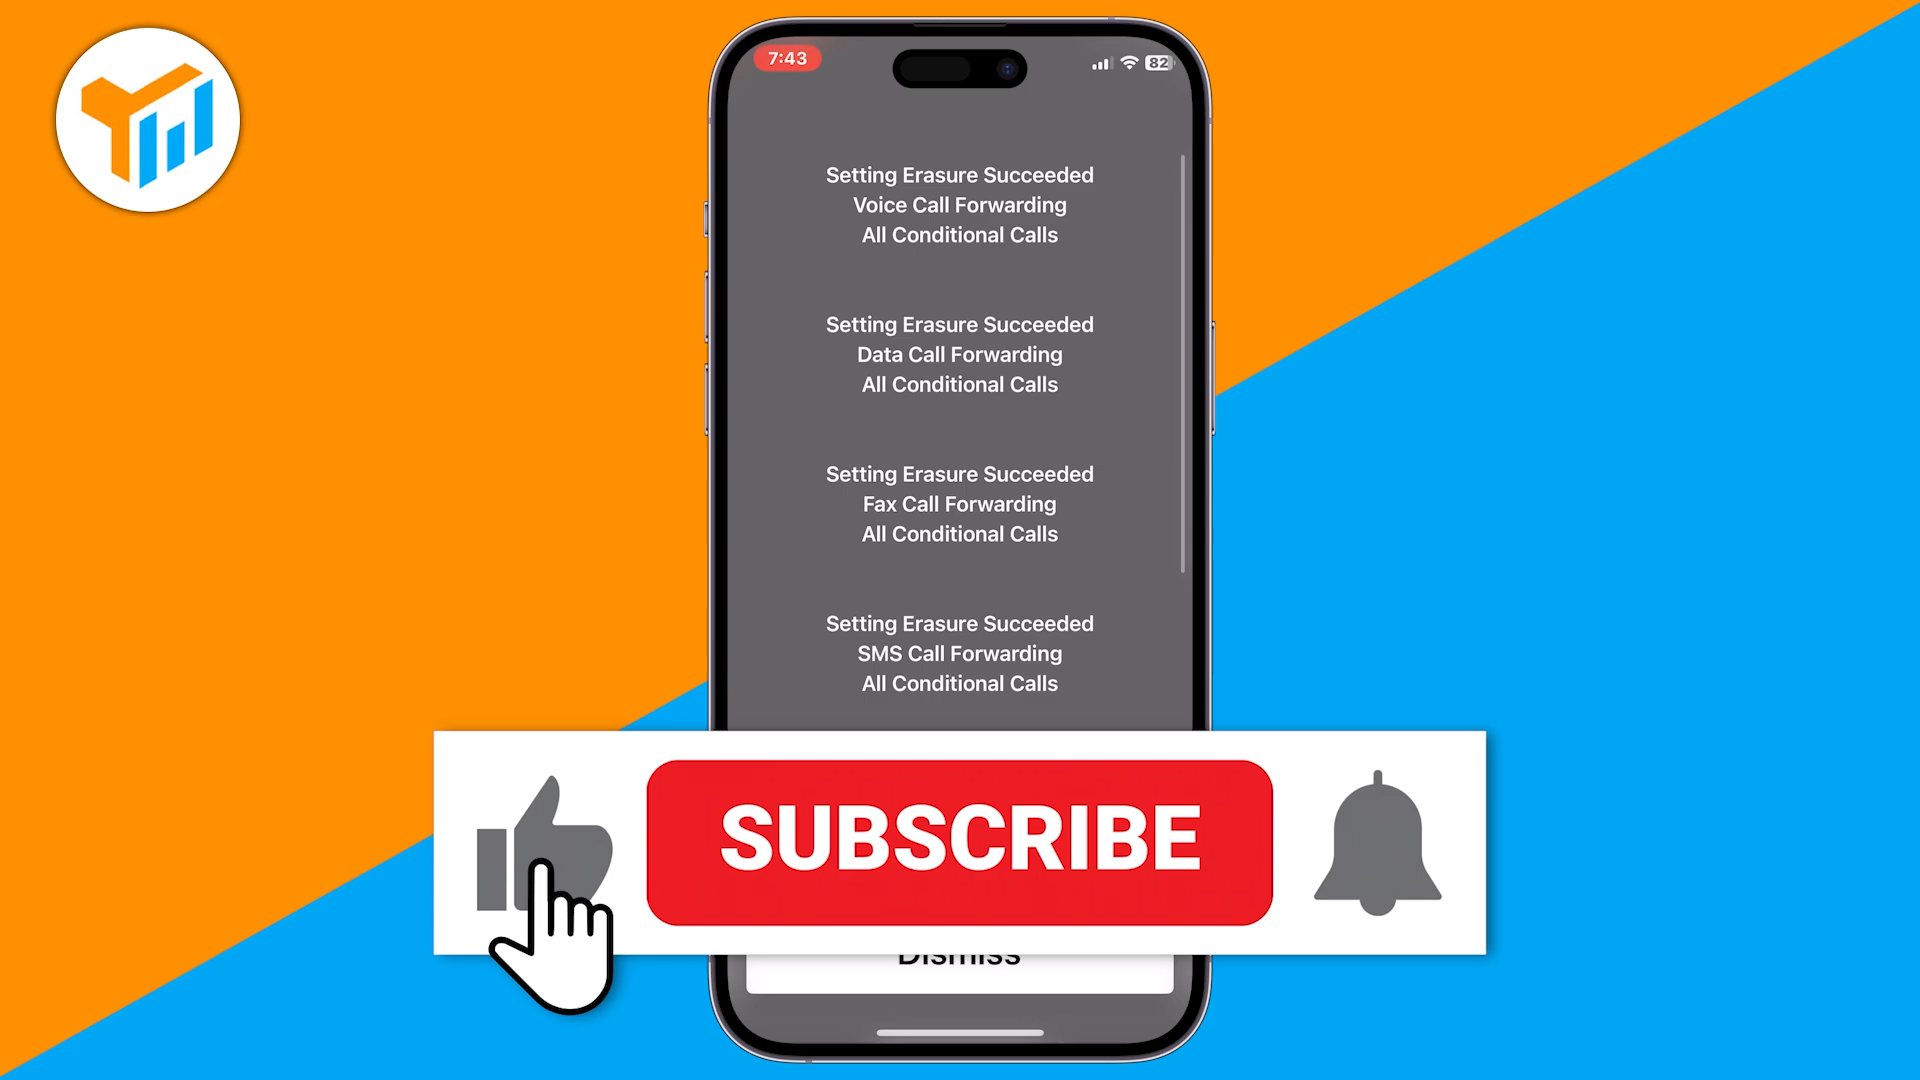 7:43
82
Setting Erasure Succeeded
Voice Call Forwarding
All Conditional Calls
Setting Erasure Succeeded
Data Call Forwarding
All Conditional Calls
Setting Erasure Succeeded
Fax Call Forwarding
All Conditional Calls
Setting Erasure Succeeded
SMS Call Forwarding
All Conditional Calls
SUBSCRIBE
Dismiss